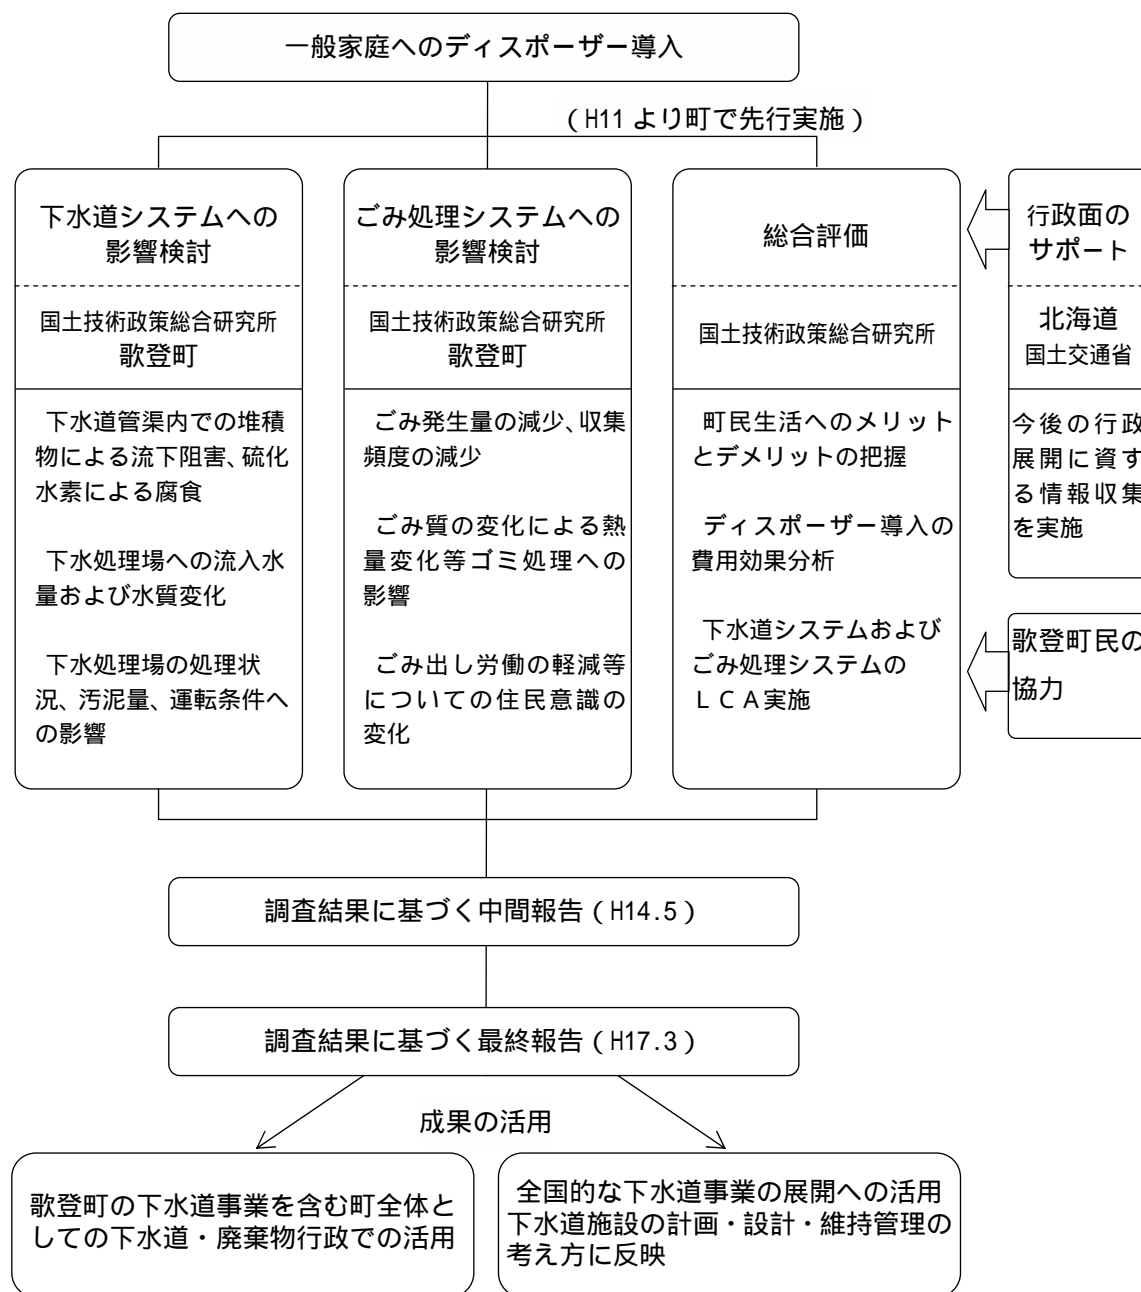 一般家庭へのディスポーザー導入
(H11より町で先行実施)
下水道システムへの
影響検討
国土技術政策総合研究所
歌登町
下水道管渠内での堆積
物による流下阻害、硫化
水素による腐食
下水処理場への流入水
量および水質変化
下水処理場の処理状
況、汚泥量、運転条件へ
の影響
ごみ処理システムへの
影響検討
国土技術政策総合研究所
歌登町
ごみ発生量の減少、収集
頻度の減少
ごみ質の変化による熱
量変化等ゴミ処理への
影響
ごみ出し労働の軽減等
についての住民意識の
変化
総合評価
国土技術政策総合研究所
町民生活へのメリット
とデメリットの把握
ディスポーザー導入の
費用効果分析
下水道システムおよび
ごみ処理システムの
LCA実施
行政面の
サポート
北海道
国土交通省
今後の行政
展開に資す
る情報収集
を実施
歌登町民の
協力
調査結果に基づく中間報告(H14.5)
調査結果に基づく最終報告(H17.3)
成果の活用
歌登町の下水道事業を含む町全体と
しての下水道・廃棄物行政での活用
全国的な下水道事業の展開への活用
下水道施設の計画・設計・維持管理の
考え方に反映